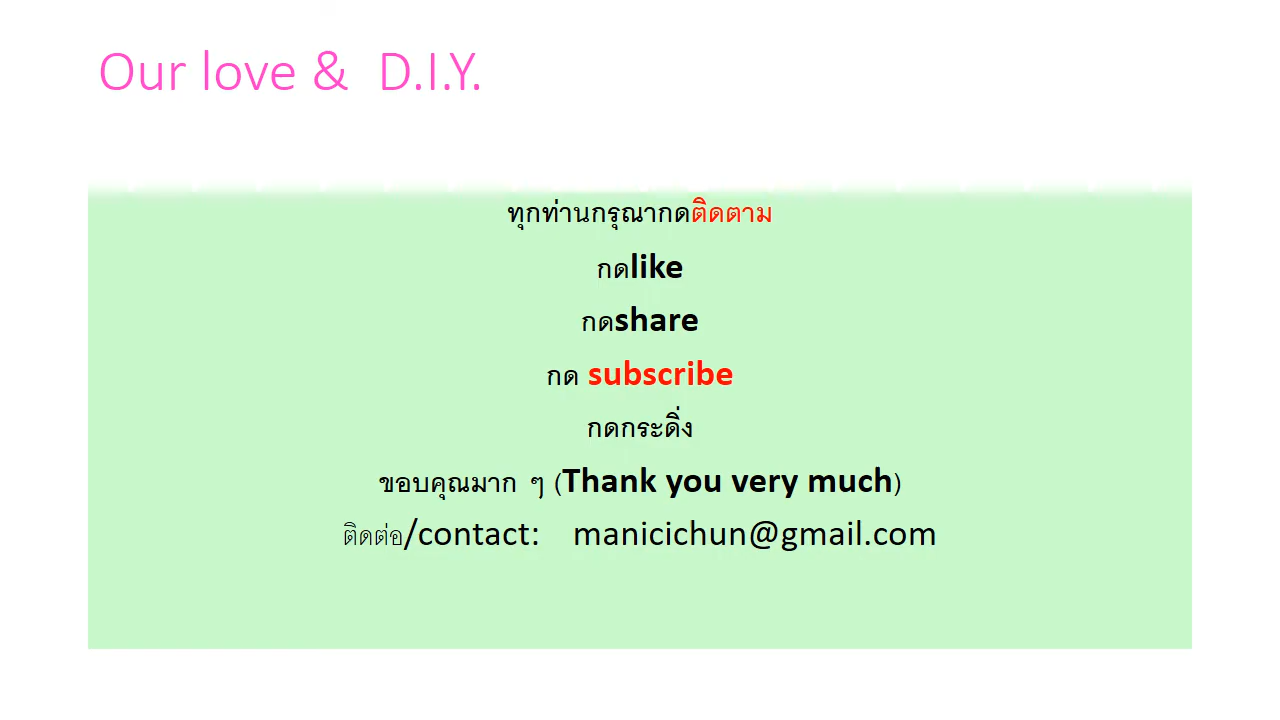 Our love & D.I.Y.
ทุกท่านกรุณากดติดตาม
กดlike
กดshare
กด subscribe
กดกระดิ่ง
ขอบคุณมาก ๆ (Thank you very much)
ติดต่อ/contact: manicichun@gmail.com